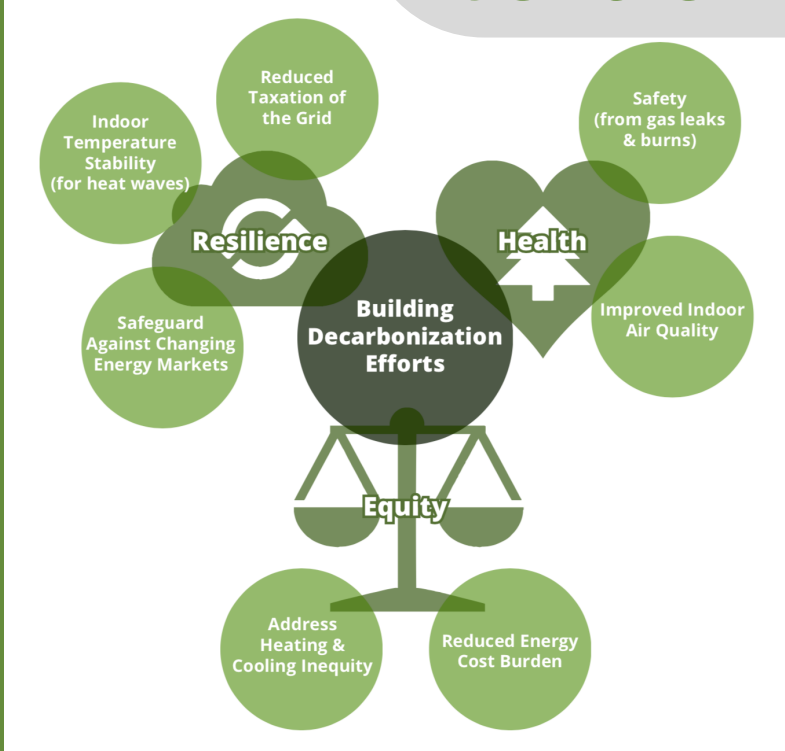 Reduced
Taxation of
the Grid
Indoor
Temperature
Stability
(for heat waves)
Safety
(from gas leaks
& burns)
Resilience
Health
Building
Decarbonization
Efforts
Improved Indoor
Air Quality
Safeguard
Against Changing
Energy Markets
Equity
Address
Heating &
Cooling Inequity
Reduced Energy
Cost Burden